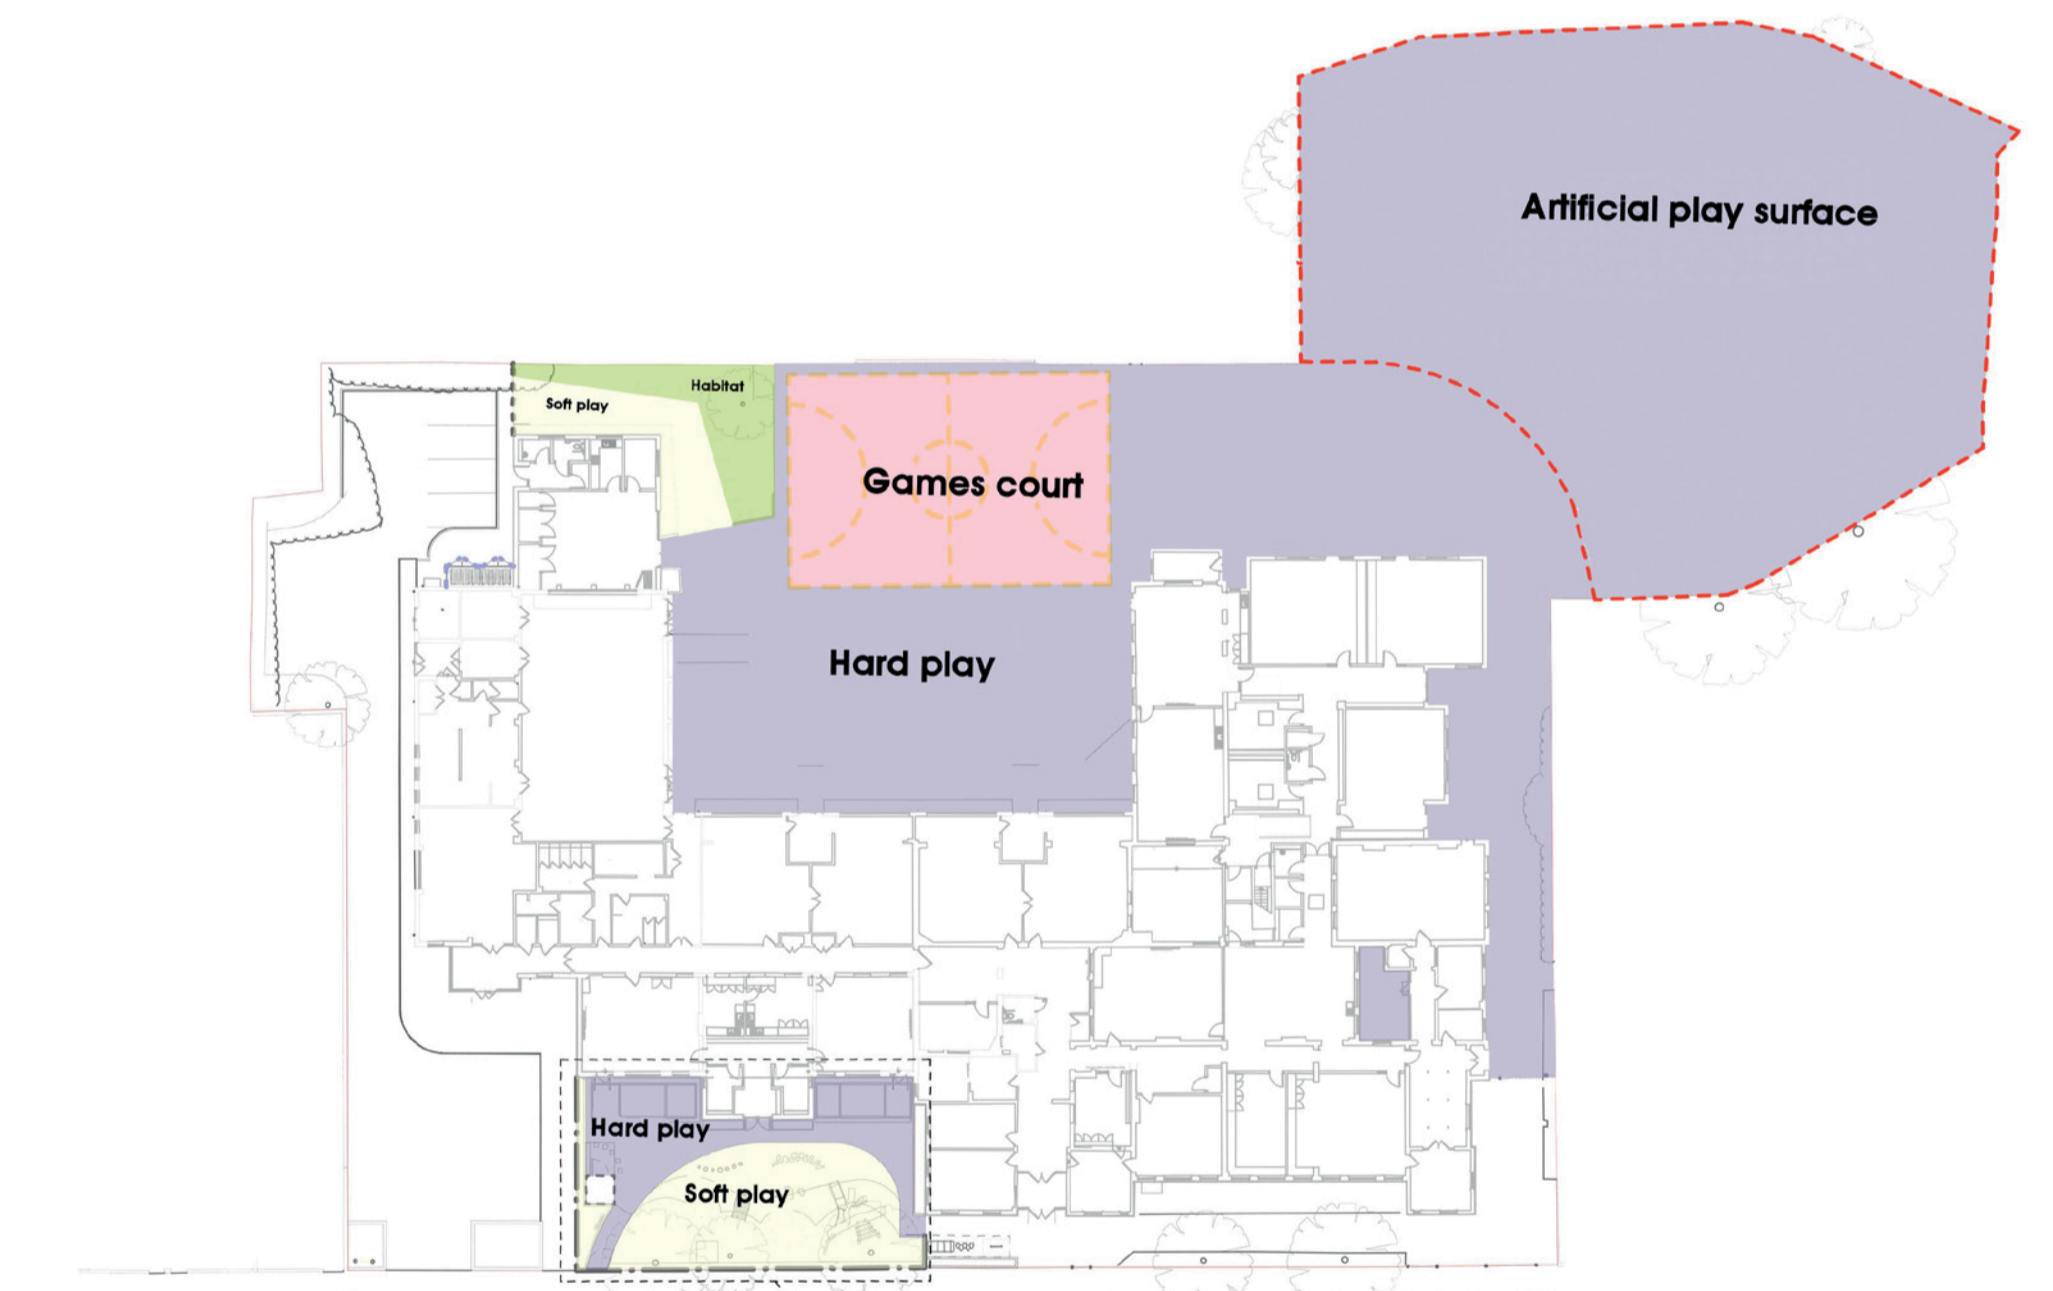 Artificial play surface
Habitat
Soft play
Games court
Hard play
Hard play
Soft play